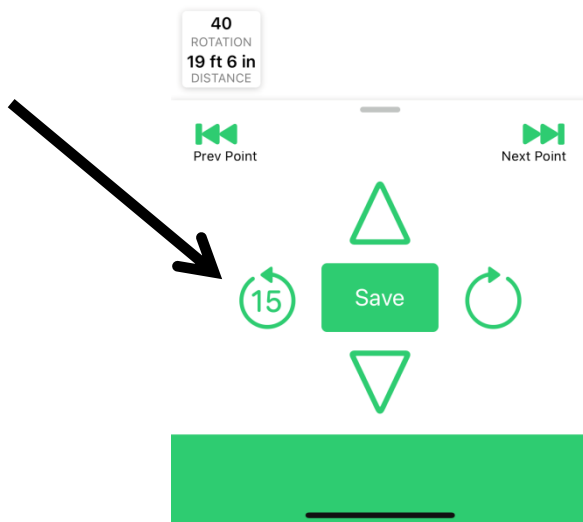 40
ROTATION
19 ft 6 in
DISTANCE
Prev Point
Next Point
15
Save